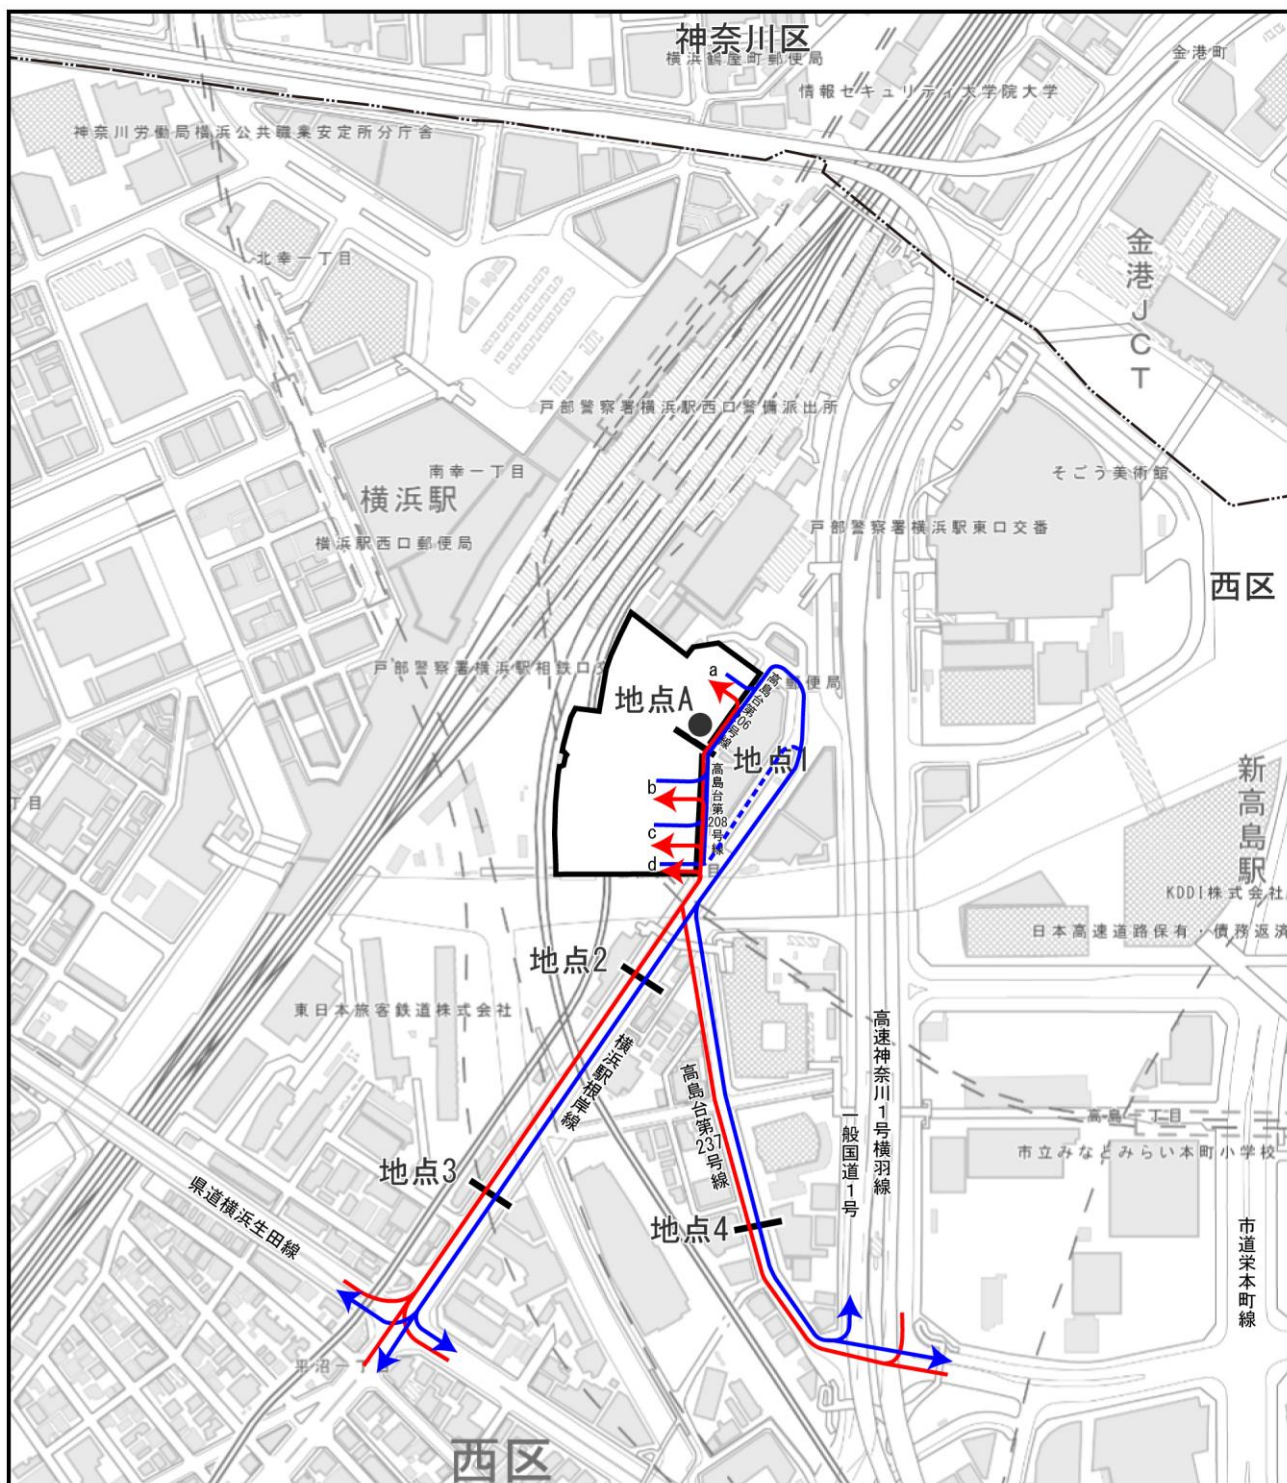 神奈川区
横浜鶴屋町郵便局
金港町
情報セキュリティ大学院大学
神奈川労働局横浜公共職業安定所分庁舎
北幸一丁目
金港JCT
戸部警察署横浜駅西口警備派出所
南幸一丁目
横浜駅
そごう美術館
戸部警察署横浜駅東口交番
横浜駅西口郵便局
西区
戸部警察署横浜駅相鉄口
a
郵便局
地点A
高島台第
号線
地点1
高島台第208号線
b
c
d
目
新高島駅
KDDI株式会社
日本高速道路保有・債務返済
地点2
東日本旅客鉄道株式会社
横浜駅根岸線
高速神奈川1号横羽線
高島台第237号線
一般国道1号
高島二丁目
市立みなとみらい本町小学校
地点3
県道横浜生田線
地点4
市道栄本町線
平沼一丁目
西区
丁目